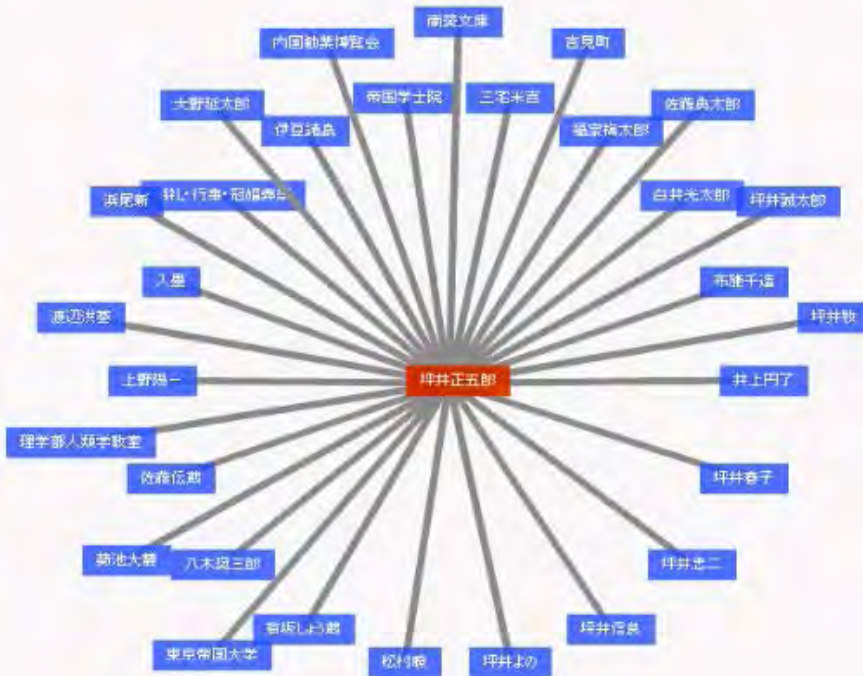 南葵文庫
内国勧業博覧会
吉見町
帝国学士院
三宅米吉
大野延太郎
佐藤勇太郎
伊豆諸島
福家梅太郎
浜尾新
白井光太郎
坪井誠太郎
入墨
布施千造
渡辺洪基
坪井牧
上野陽一
坪井正五郎
井上円了
理学部人類学教室
佐藤伝蔵
坪井春子
菊池大麓
八木奘三郎
坪井忠二
坪井信良
東京帝国大学
松村瞭
坪井よの